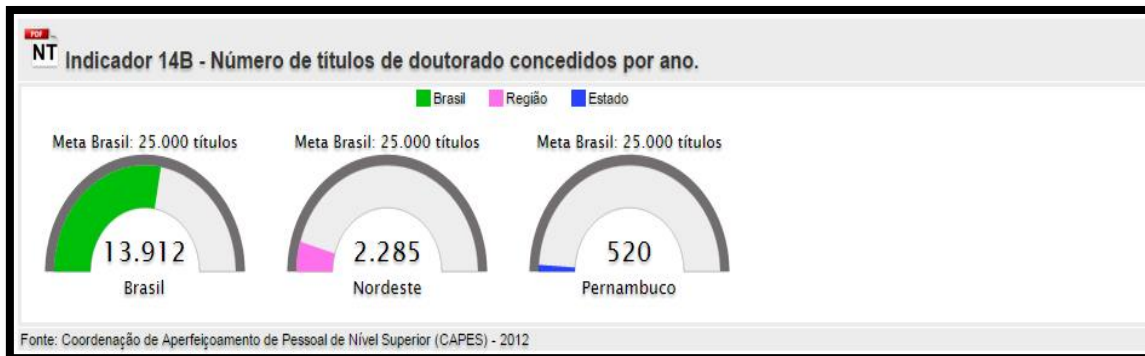 PDF
NT
Indicador 14B - Número de títulos de doutorado concedidos por ano.
Brasil Região Estado
Meta Brasil: 25.000 títulos Meta Brasil: 25.000 títulos Meta Brasil: 25.000 títulos
13.912 2.285 520
Brasil Nordeste Pernambuco
Fonte: Coordenação de Aperfeiçoamento de Pessoal de Nível Superior (CAPES) - 2012